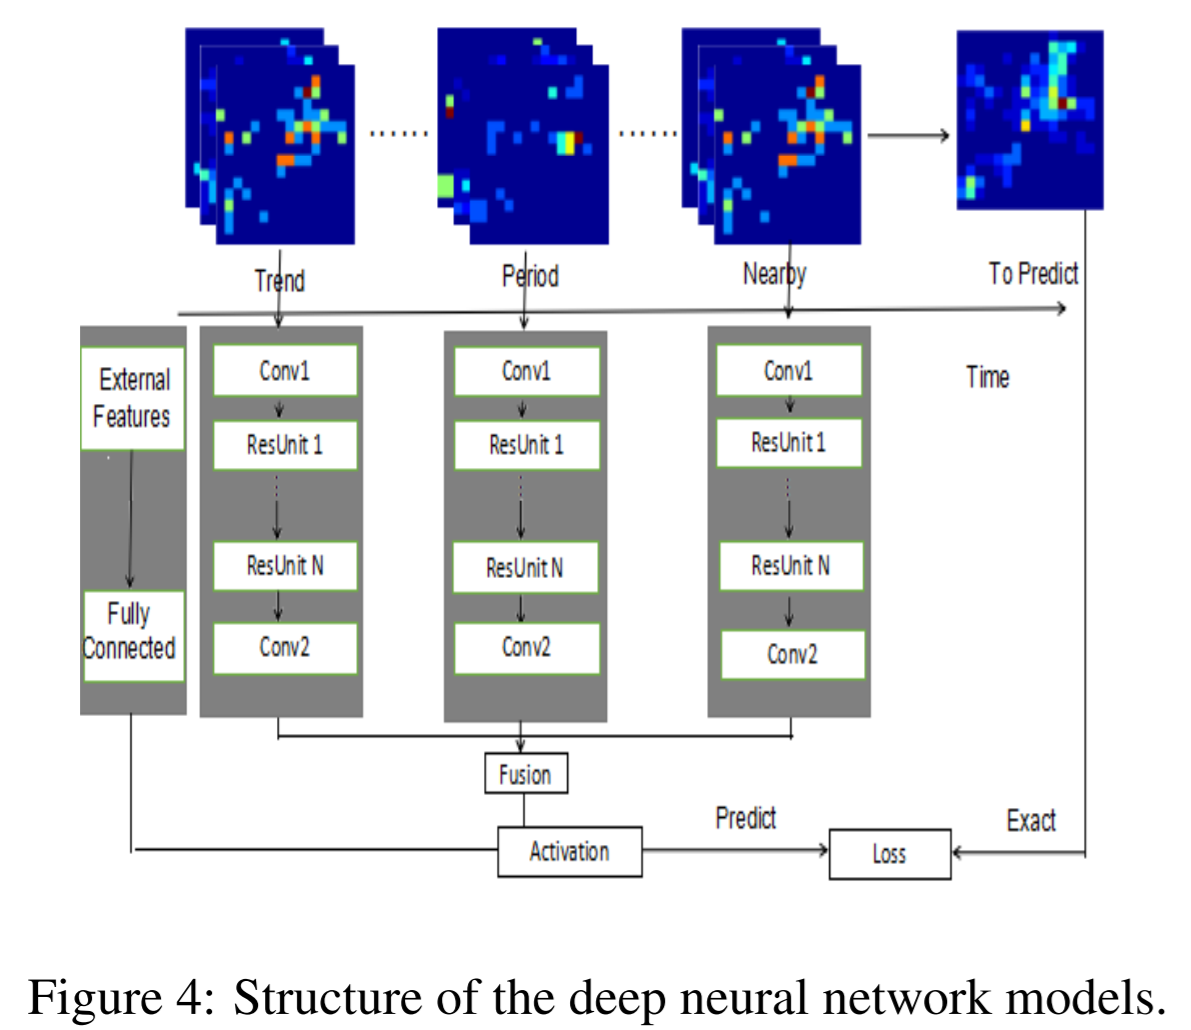 Trend
Period
Nearby
To Predict
Time
External
Features
Fully
Connected
Conv1
ResUnit 1
ResUnit N
Conv2
Conv1
ResUnit 1
ResUnit N
Conv2
Conv1
ResUnit 1
ResUnit N
Conv2
Fusion
Activation
Predict
Loss
Exact
Figure 4: Structure of the deep neural network models.